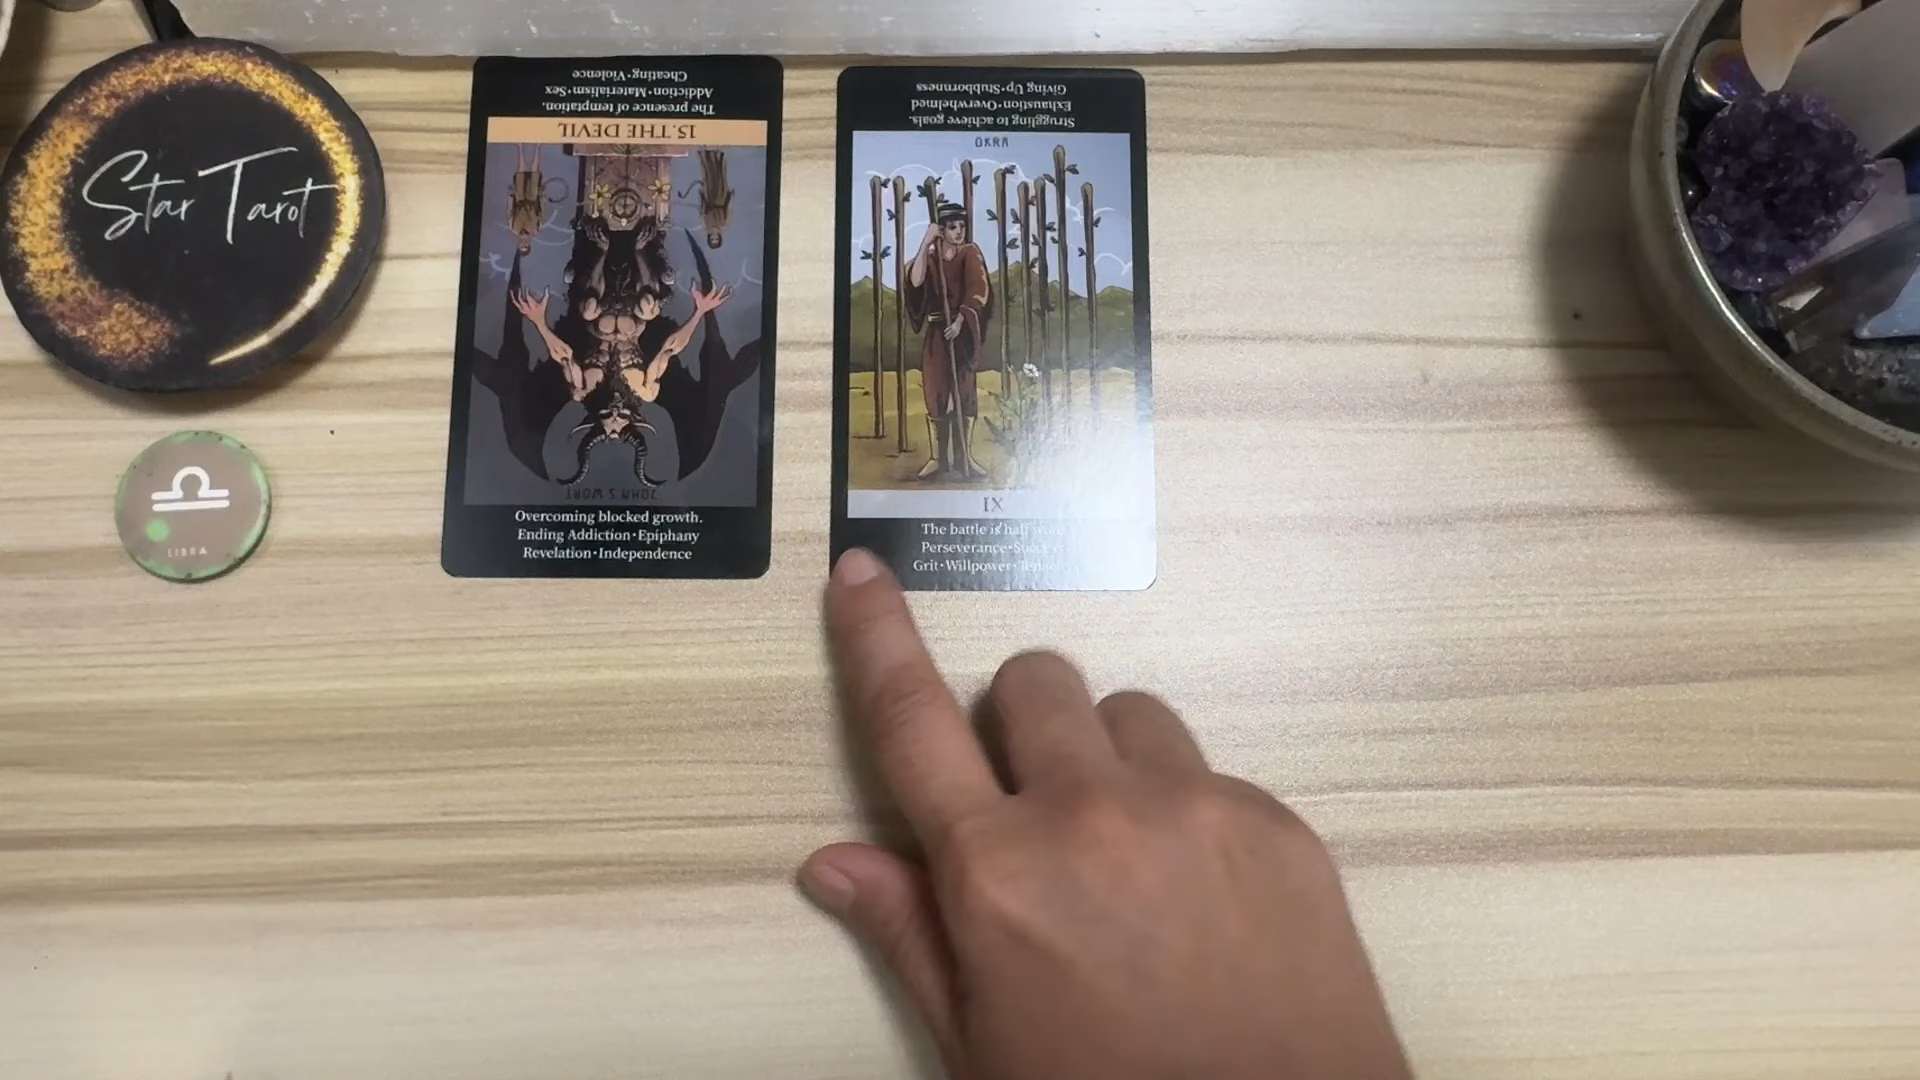 Star Tarot
LIBRA
Cheating•Violence
Addiction•Materialism•Sex
The presence of temptation.
15.THE DEVIL
JOHN'S WORT
Overcoming blocked growth.
Ending Addiction•Epiphany
Revelation•Independence
Giving Up•Stubbornness
Exhaustion•Overwhelmed
Struggling to achieve goals.
OKRA
IX
The battle is half
Perseverance•
Grit•Willpower•